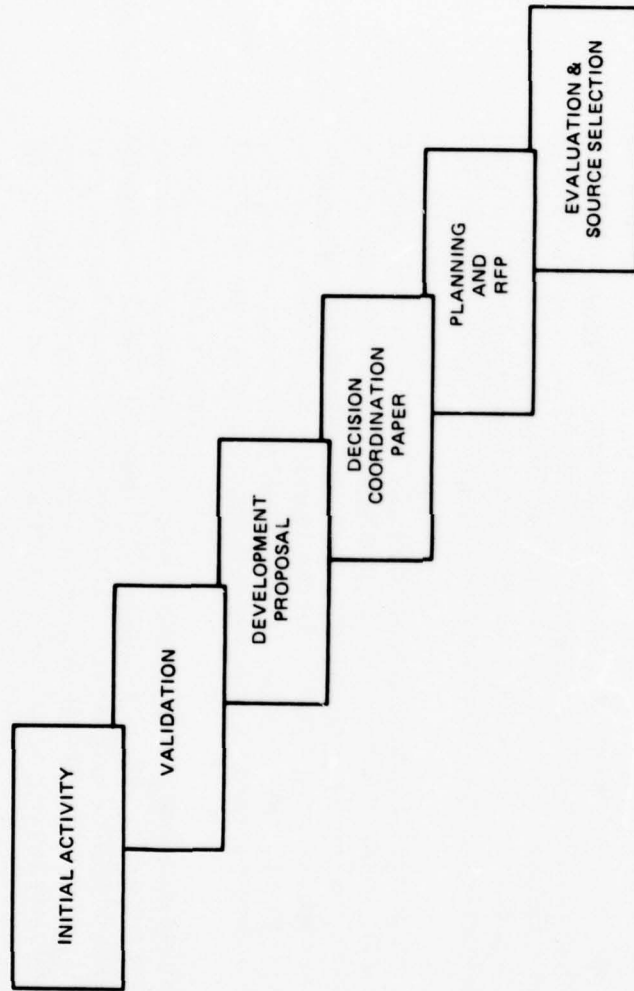 INITIAL ACTIVITY
VALIDATION
DEVELOPMENT
PROPOSAL
DECISION
COORDINATION
PAPER
PLANNING
AND
RFP
EVALUATION &
SOURCE SELECTION